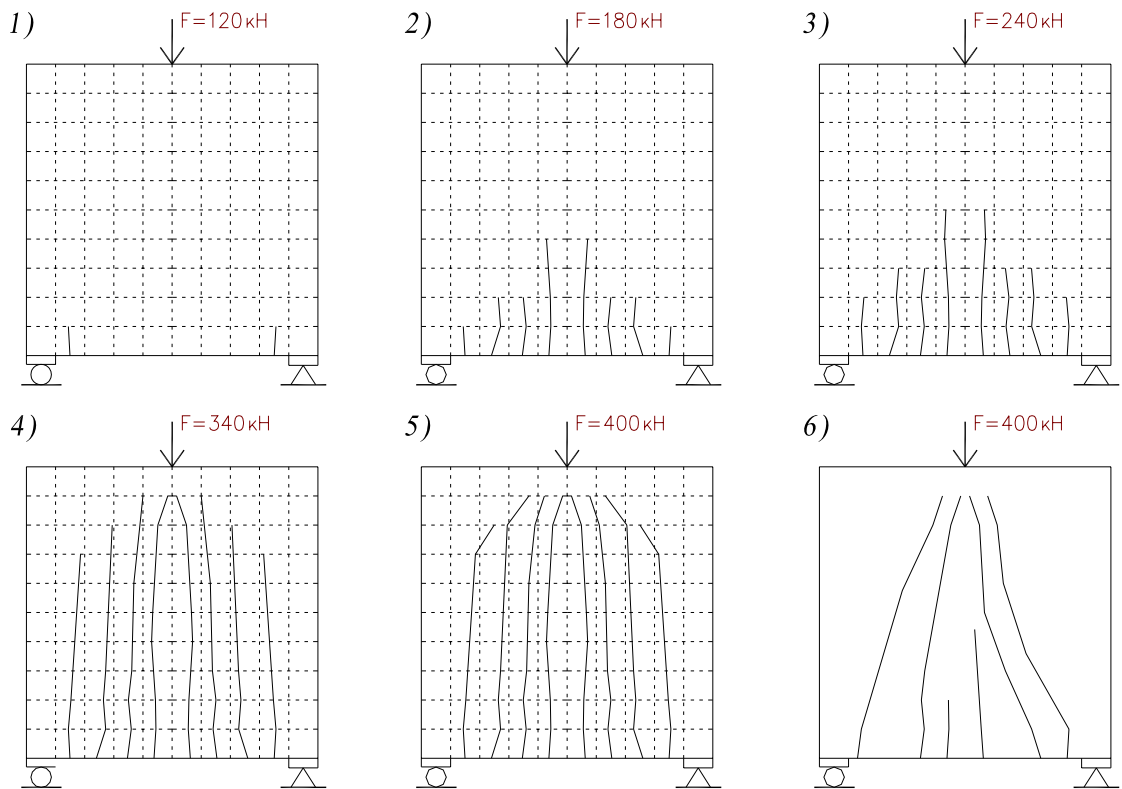 1) F=120кН
2) F=180кН
3) F=240кН
4) F=340кН
5) F=400кН
6) F=400кН